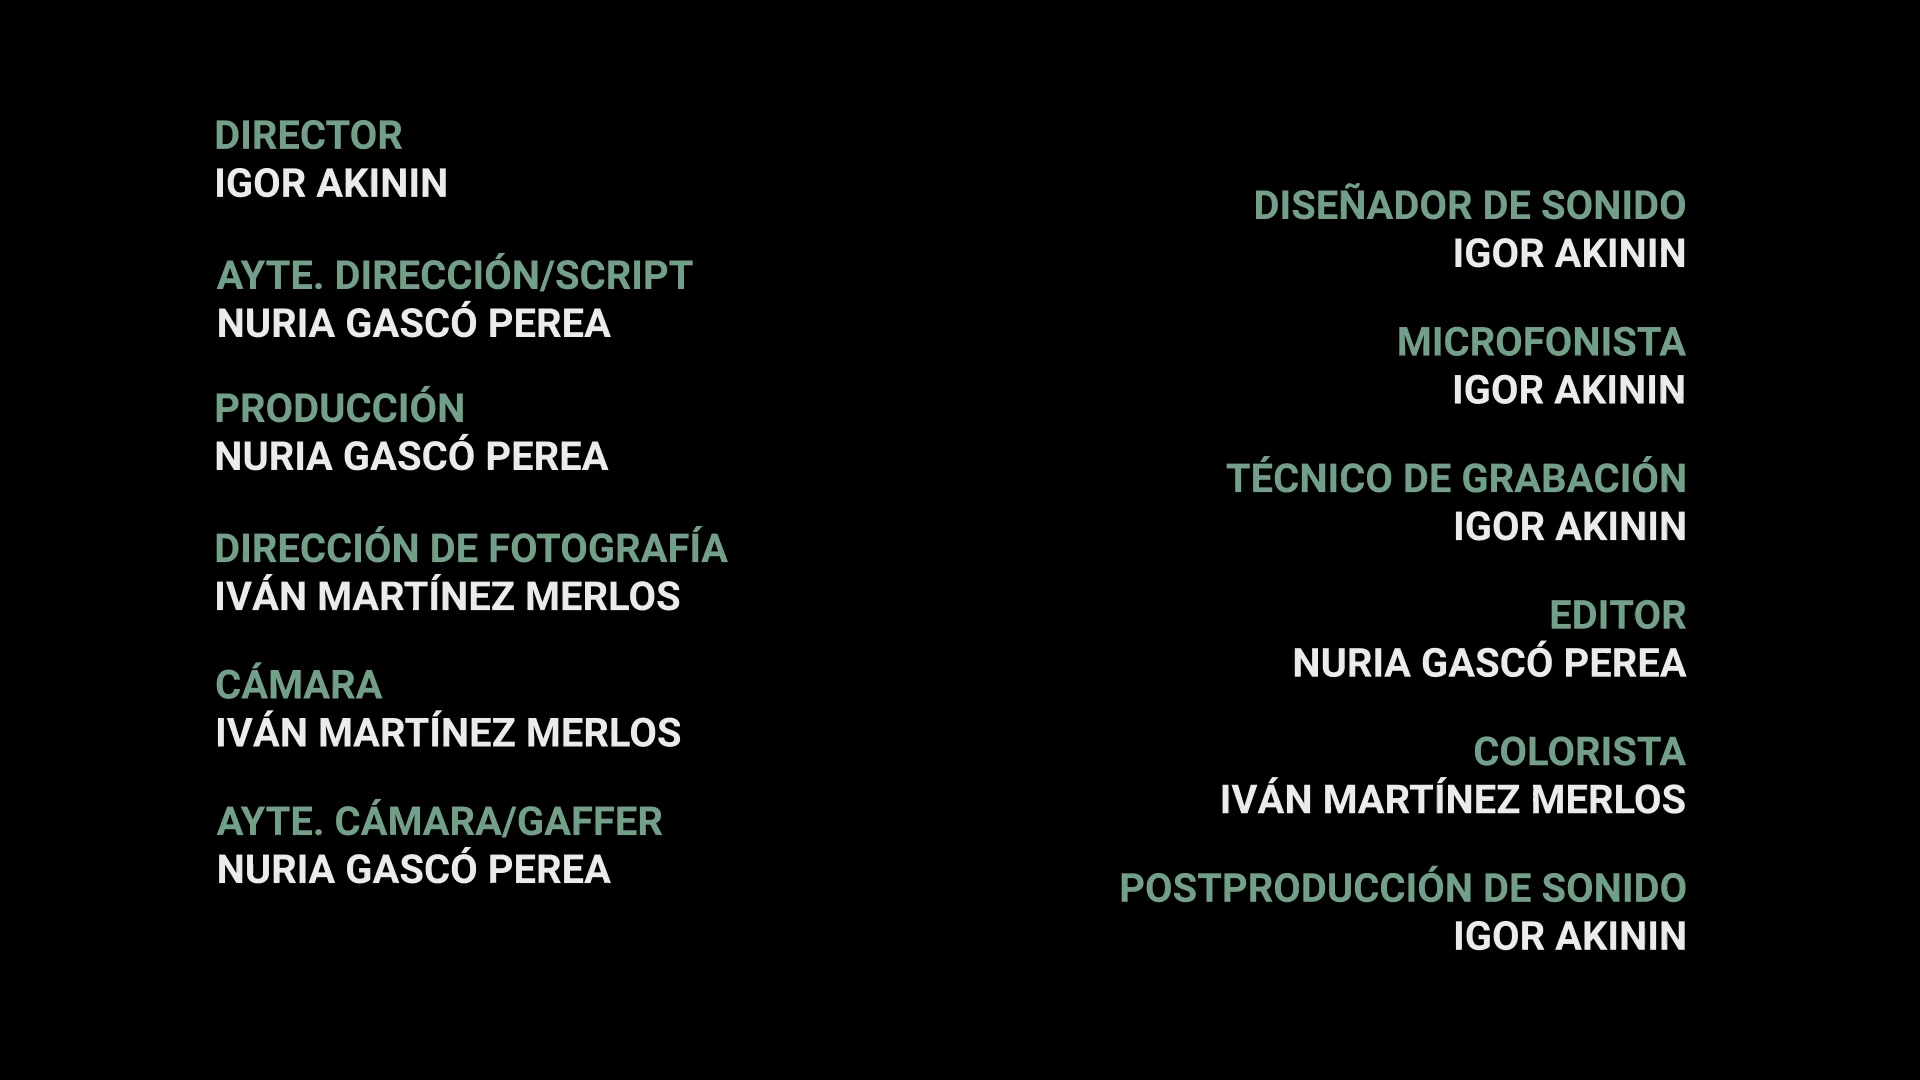 DIRECTOR
IGOR AKININ
AYTE. DIRECCIÓN/SCRIPT
NURIA GASCÓ PEREA
PRODUCCIÓN
NURIA GASCÓ PEREA
DIRECCIÓN DE FOTOGRAFÍA
IVÁN MARTÍNEZ MERLOS
CÁMARA
IVÁN MARTÍNEZ MERLOS
AYTE. CÁMARA/GAFFER
NURIA GASCÓ PEREA
DISEÑADOR DE SONIDO
IGOR AKININ
MICROFONISTA
IGOR AKININ
TÉCNICO DE GRABACIÓN
IGOR AKININ
EDITOR
NURIA GASCÓ PEREA
COLORISTA
IVÁN MARTÍNEZ MERLOS
POSTPRODUCCIÓN DE SONIDO
IGOR AKININ